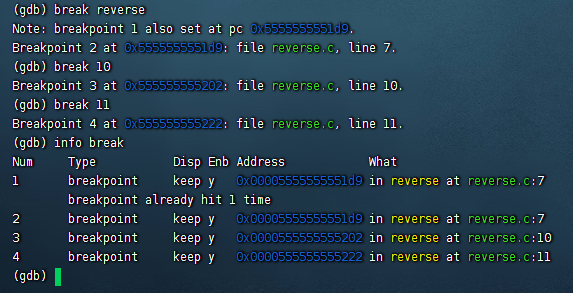 (gdb) break reverse
Note: breakpoint 1 also set at pc 0x5555555551d9.
Breakpoint 2 at 0x5555555551d9: file reverse.c, line 7.
(gdb) break 10
Breakpoint 3 at 0x555555555202: file reverse.c, line 10.
(gdb) break 11
Breakpoint 4 at 0x555555555222: file reverse.c, line 11.
(gdb) info break
Num     Type           Disp Enb Address            What
1       breakpoint     keep y   0x00005555555551d9 in reverse at reverse.c:7
        breakpoint already hit 1 time
2       breakpoint     keep y   0x00005555555551d9 in reverse at reverse.c:7
3       breakpoint     keep y   0x0000555555555202 in reverse at reverse.c:10
4       breakpoint     keep y   0x0000555555555222 in reverse at reverse.c:11
(gdb)